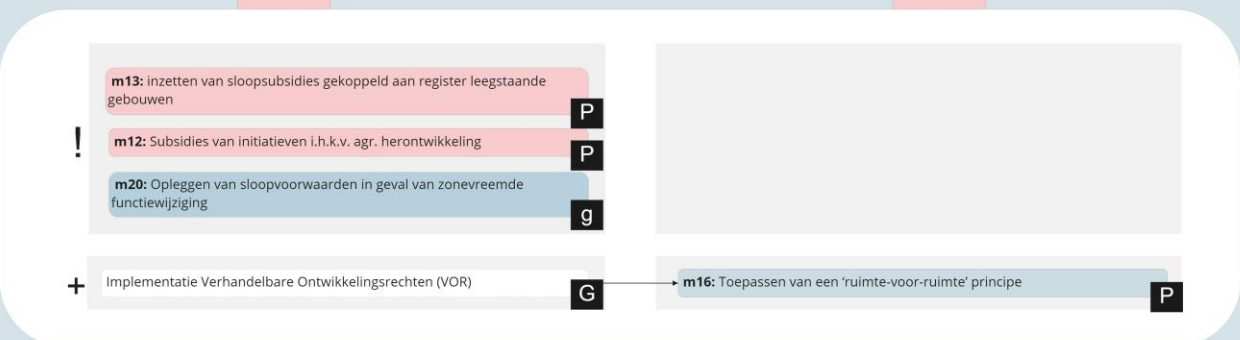 m13: inzetten van sloopsubsidies gekoppeld aan register leegstaande
gebouwen
P
!
m12: Subsidies van initiatieven i.h.k.v. agr. herontwikkeling
P
m20: Opleggen van sloopvoorwaarden in geval van zonevreemde
functiewijziging
g
+
Implementatie Verhandelbare Ontwikkelingsrechten (VOR)
G
m16: Toepassen van een ‘ruimte-voor-ruimte’ principe
P